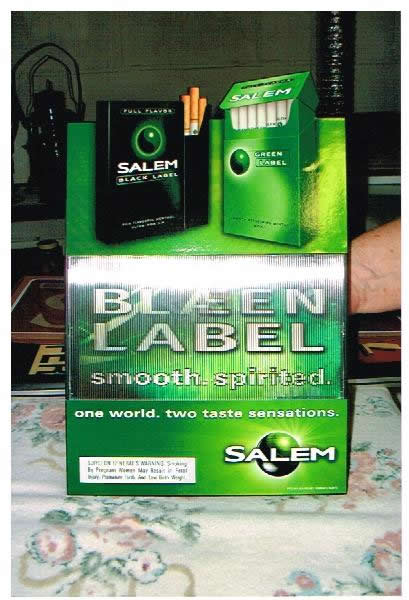 FULL FLAVOR
SALEM
BLACK LABEL
SALEM
GREEN
LABEL
LABEL
smooth. spirited.
one world. two taste sensations.
SALEM
SURGEON GENERAL'S WARNING: Smoking
By Pregnant Women May Result in Fetal
Injury, Premature Birth, And Low Birth Weight.